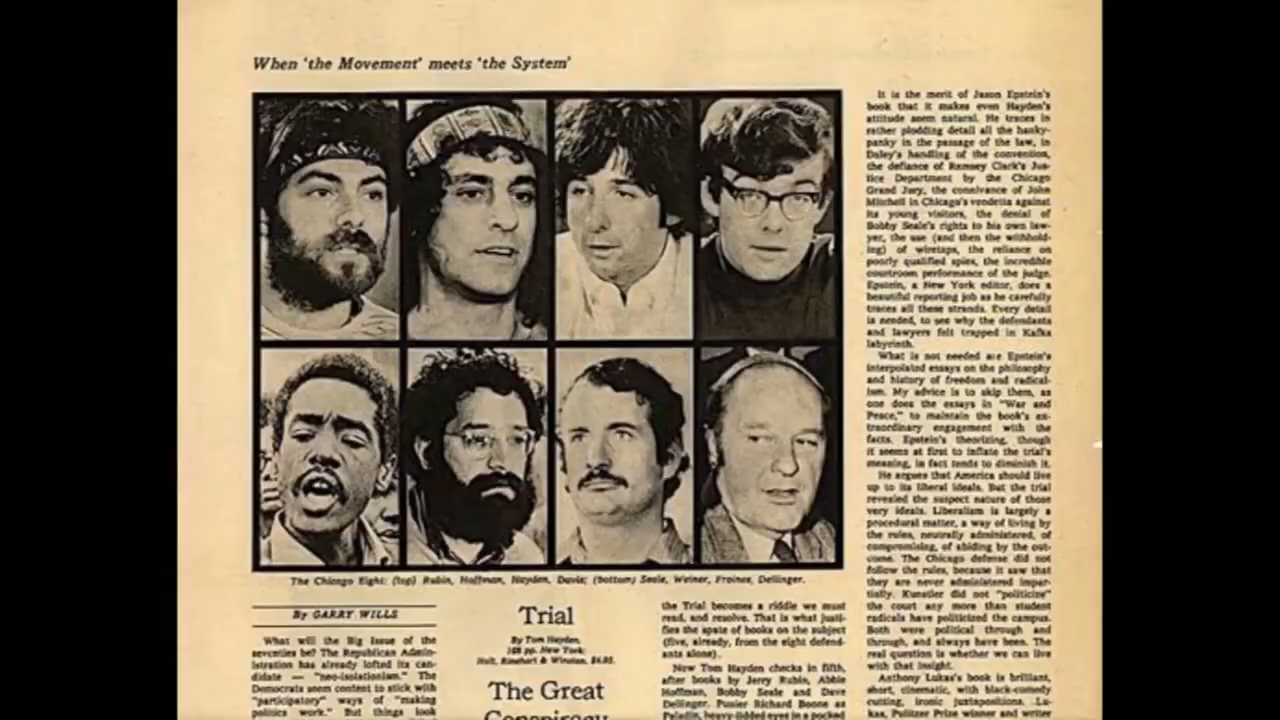 When 'the Movement' meets 'the System'
The Chicago Eight: (top) Rubin, Hoffman, Hayden, Davis; (bottom) Seale, Weiner, Froines, Dellinger.
By GARRY WILLS
What will the Big Issue of the
seventies be? The Republican Admin-
istration has already lofted its can-
didate — "neo-isolationism." The
Democrats seem content to stick with
"participatory" ways of "making
politics work." But things look
Trial
By Tom Hayden.
168 pp. New York:
Holt, Rinehart & Winston. $4.95.
The Great
Conspiracy
the Trial becomes a riddle we must
read, and resolve. That is what justi-
fies the spate of books on the subject
(five, already, from the eight defend-
ants alone).
Now Tom Hayden checks in fifth,
after books by Jerry Rubin, Abbie
Hoffman, Bobby Seale and Dave
Dellinger. Pusier Richard Boone as
Paladin, heavy-lidded eyes in a pocked
It is the merit of Jason Epstein's
book that it makes even Hayden's
attitude seem natural. He traces in
rather plodding detail all the hanky-
panky in the passage of the law, in
Daley's handling of the convention,
the defiance of Ramsey Clark's Jus-
tice Department by the Chicago
Grand Jury, the connivance of John
Mitchell in Chicago's vendetta against
its young visitors, the denial of
Bobby Seale's rights to his own law-
yer, the use (and then the withhold-
ing) of wiretaps, the reliance on
poorly qualified spies, the incredible
courtroom performance of the judge.
Epstein, a New York editor, does a
beautiful reporting job as he carefully
traces all these strands. Every detail
is needed, to see why the defendants
and lawyers felt trapped in Kafka
labyrinth.
What is not needed are Epstein's
interpolated essays on the philosophy
and history of freedom and radical-
ism. My advice is to skip them, as
one does the essays in "War and
Peace," to maintain the book's ex-
traordinary engagement with the
facts. Epstein's theorizing, though
it seems at first to inflate the trial's
meaning, in fact tends to diminish it.
He argues that America should live
up to its liberal ideals. But the trial
revealed the suspect nature of those
very ideals. Liberalism is largely a
procedural matter, a way of living by
the rules, neutrally administered, of
compromising, of abiding by the out-
come. The Chicago defense did not
follow the rules, because it saw that
they are never administered impar-
tially. Kunstler did not "politicize"
the court any more than student
radicals have politicized the campus.
Both were political through and
through, and always have been. The
real question is whether we can live
with that insight.
Anthony Lukas's book is brilliant,
short, cinematic, with black-comedy
cutting, ironic juxtapositions. Lu-
kas, Pulitzer Prize winner and writer